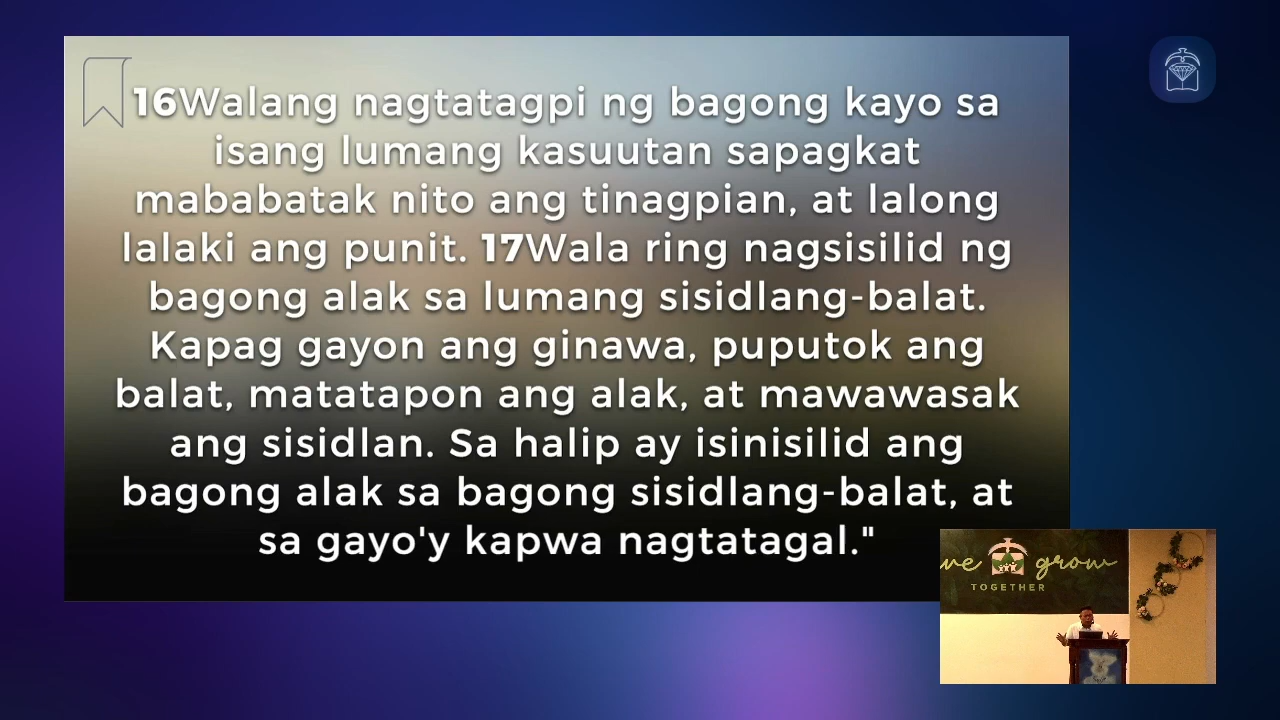 16Walang nagtatagpi ng bagong kayo sa
isang lumang kasuutan sapagkat
mababatak nito ang tinagpian, at lalong
lalaki ang punit. 17Wala ring nagsisilid ng
bagong alak sa lumang sisidlang-balat.
Kapag gayon ang ginawa, puputok ang
balat, matatapon ang alak, at mawawasak
ang sisidlan. Sa halip ay isinisilid ang
bagong alak sa bagong sisidlang-balat, at
sa gayo'y kapwa nagtatagal."
we grow
TOGETHER